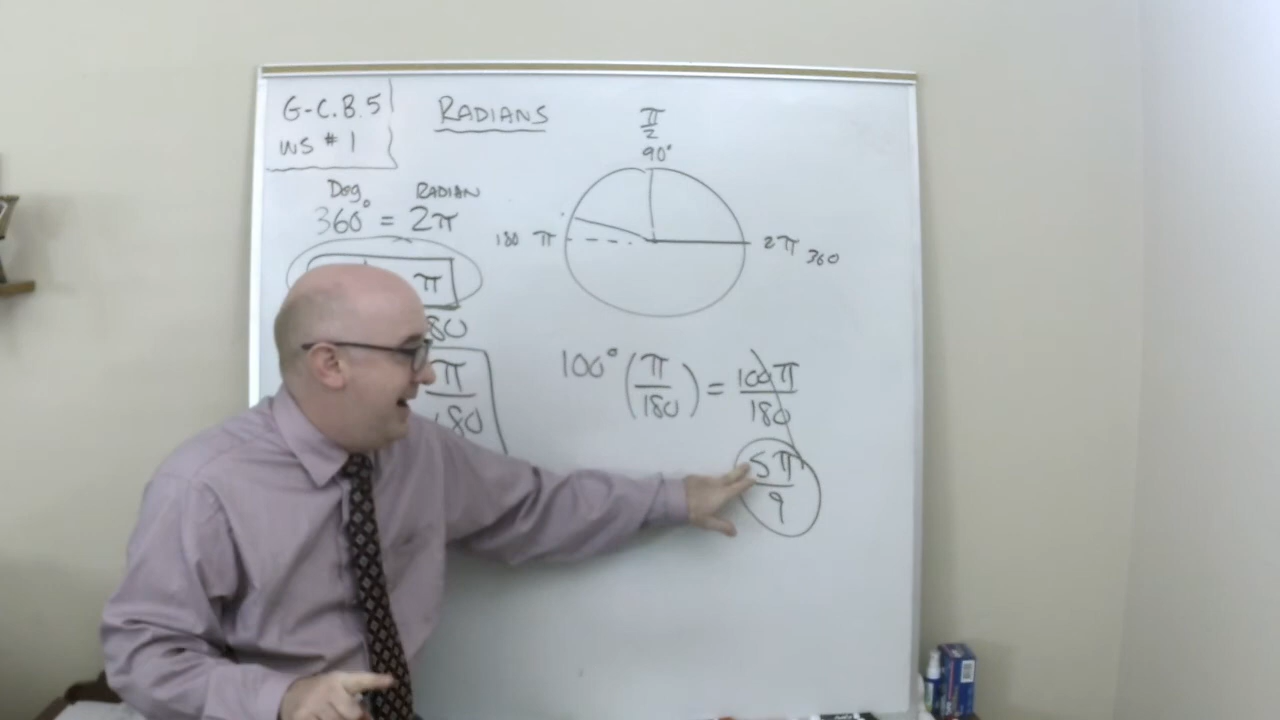 G-C.B.5
WS # 1
RADIANS
π/2
90°
Deg. RADIAN
360° = 2π
180 π
2π 360
π
80
π/180
100° (π/180) = 100π/180
5π/9